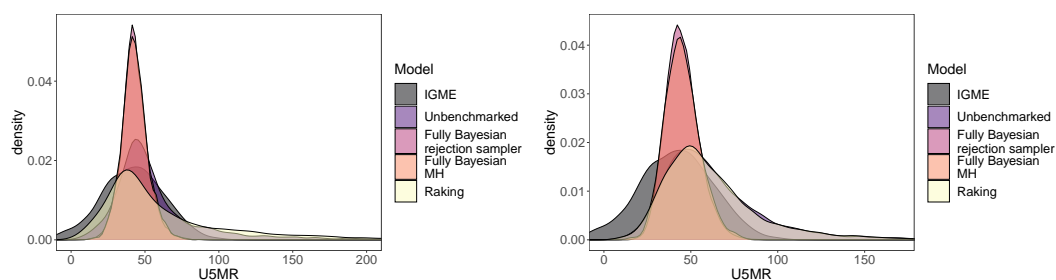 0.04
0.02
0.00
density
0
50
100
150
200
U5MR
Model
IGME
Unbenchmarked
Fully Bayesian
rejection sampler
Fully Bayesian
MH
Raking
0.04
0.03
0.02
0.01
0.00
density
0
50
100
150
U5MR
Model
IGME
Unbenchmarked
Fully Bayesian
rejection sampler
Fully Bayesian
MH
Raking